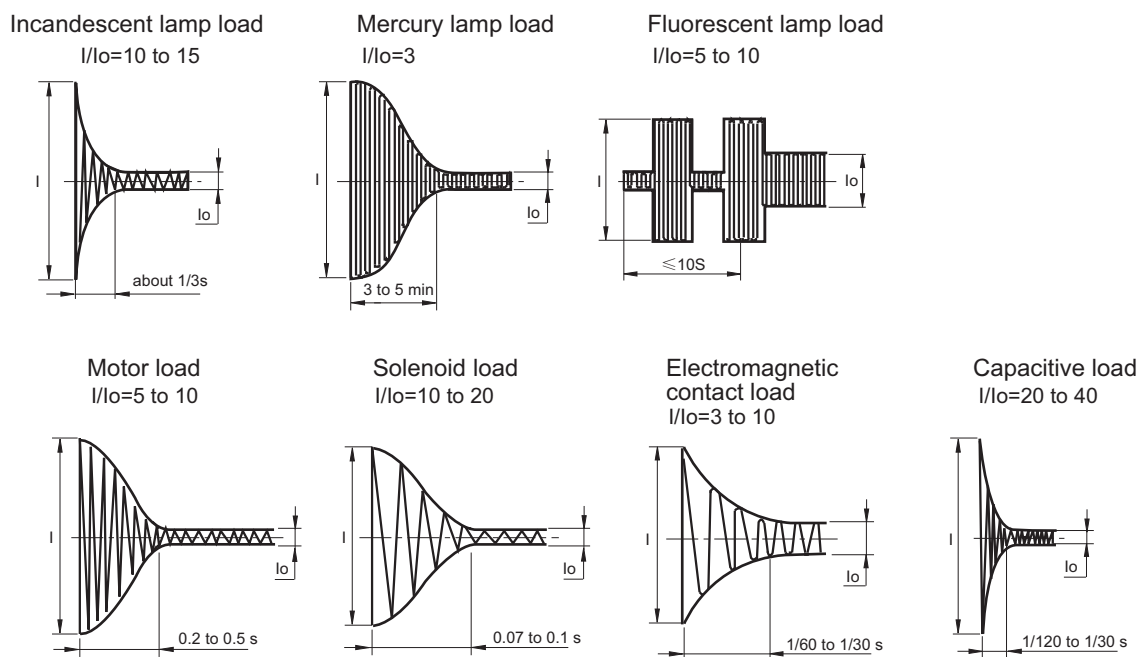 Incandescent lamp load
I/Io=10 to 15
I
Io
about 1/3s
Mercury lamp load
I/Io=3
I
Io
3 to 5 min
Fluorescent lamp load
I/Io=5 to 10
I
Io
≤10S
Motor load
I/Io=5 to 10
I
Io
0.2 to 0.5 s
Solenoid load
I/Io=10 to 20
I
Io
0.07 to 0.1 s
Electromagnetic
contact load
I/Io=3 to 10
I
Io
1/60 to 1/30 s
Capacitive load
I/Io=20 to 40
I
Io
1/120 to 1/30 s